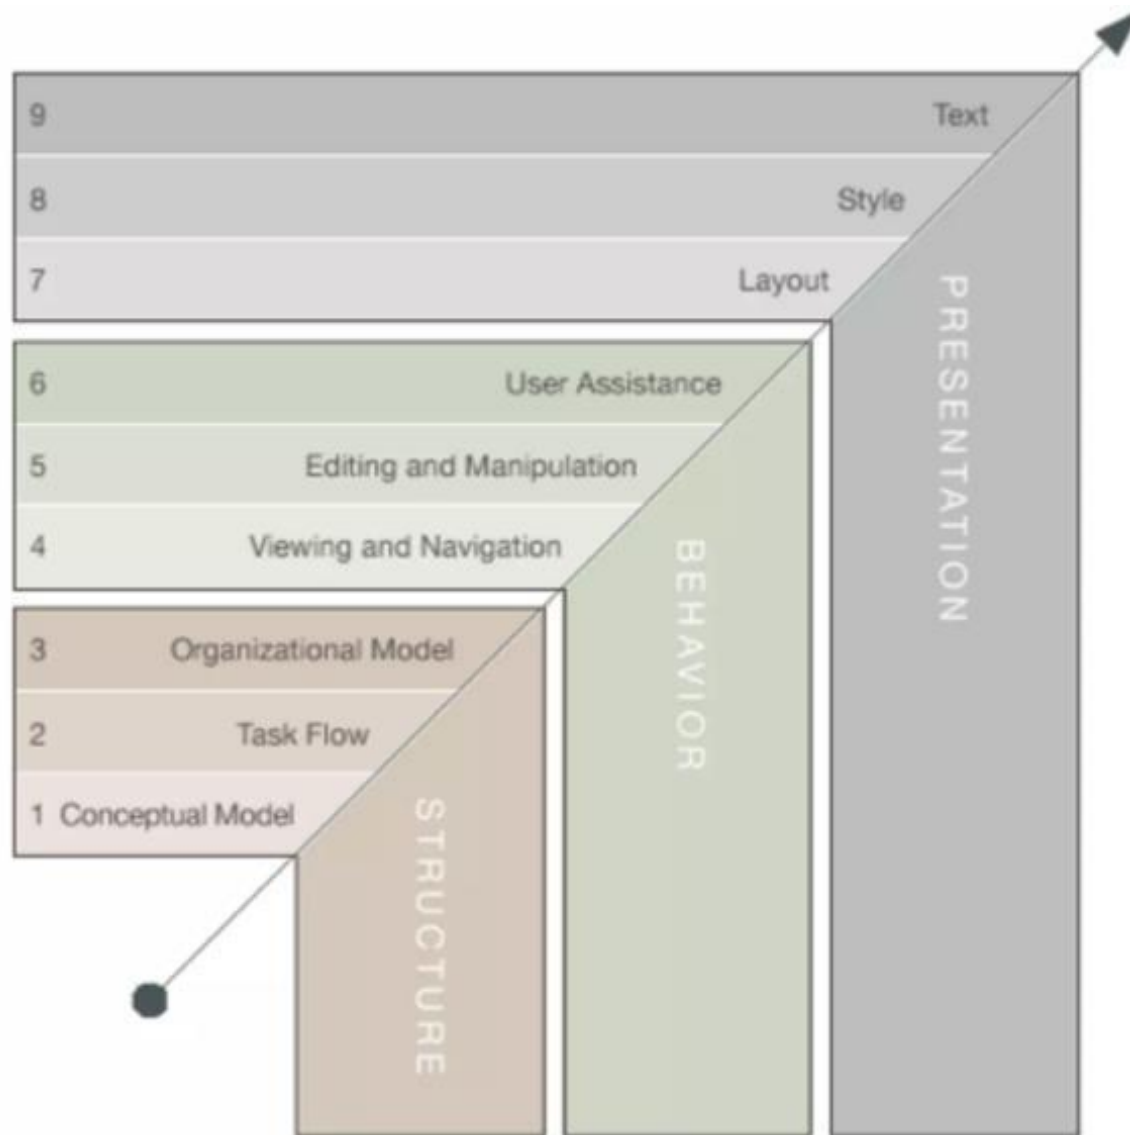 9 Text
8 Style
7 Layout
6 User Assistance
5 Editing and Manipulation
4 Viewing and Navigation
3 Organizational Model
2 Task Flow
1 Conceptual Model
STRUCTURE
BEHAVIOR
PRESENTATION